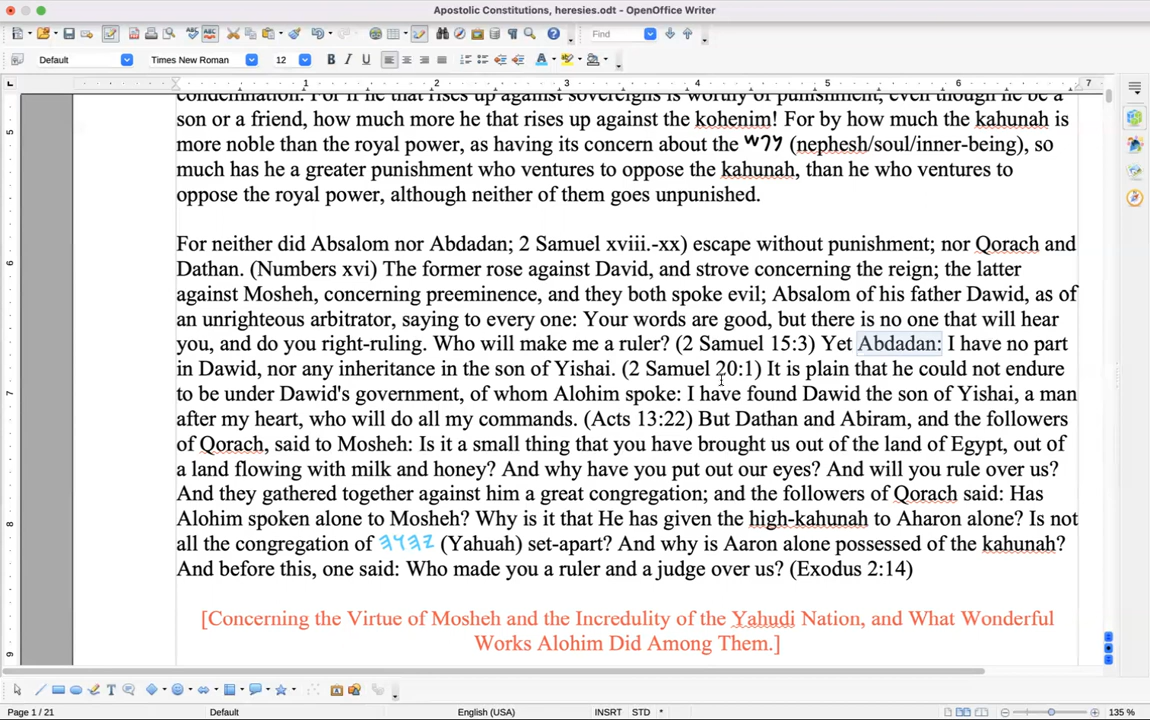 Apostolic Constitutions, heresies.odt - OpenOffice Writer
Find
Default
Times New Roman
12
B I U
1 2 3 4 5 6 7
condemnation. For if he that rises up against sovereigns is worthy of punishment, even though he be a
son or a friend, how much more he that rises up against the kohenim! For by how much the kahunah is
more noble than the royal power, as having its concern about the (nephesh/soul/inner-being), so
much has he a greater punishment who ventures to oppose the kahunah, than he who ventures to
oppose the royal power, although neither of them goes unpunished.
For neither did Absalom nor Abdadan; 2 Samuel xviii.-xx) escape without punishment; nor Qorach and
Dathan. (Numbers xvi) The former rose against David, and strove concerning the reign; the latter
against Mosheh, concerning preeminence, and they both spoke evil; Absalom of his father Dawid, as of
an unrighteous arbitrator, saying to every one: Your words are good, but there is no one that will hear
you, and do you right-ruling. Who will make me a ruler? (2 Samuel 15:3) Yet Abdadan: I have no part
in Dawid, nor any inheritance in the son of Yishai. (2 Samuel 20:1) It is plain that he could not endure
to be under Dawid's government, of whom Alohim spoke: I have found Dawid the son of Yishai, a man
after my heart, who will do all my commands. (Acts 13:22) But Dathan and Abiram, and the followers
of Qorach, said to Mosheh: Is it a small thing that you have brought us out of the land of Egypt, out of
a land flowing with milk and honey? And why have you put out our eyes? And will you rule over us?
And they gathered together against him a great congregation; and the followers of Qorach said: Has
Alohim spoken alone to Mosheh? Why is it that He has given the high-kahunah to Aharon alone? Is not
all the congregation of 𐤉𐤄𐤅𐤄 (Yahuah) set-apart? And why is Aaron alone possessed of the kahunah?
And before this, one said: Who made you a ruler and a judge over us? (Exodus 2:14)
[Concerning the Virtue of Mosheh and the Incredulity of the Yahudi Nation, and What Wonderful
Works Alohim Did Among Them.]
5
6
7
8
9
Page 1 / 21
Default
English (USA)
INSRT
STD
*
135 %